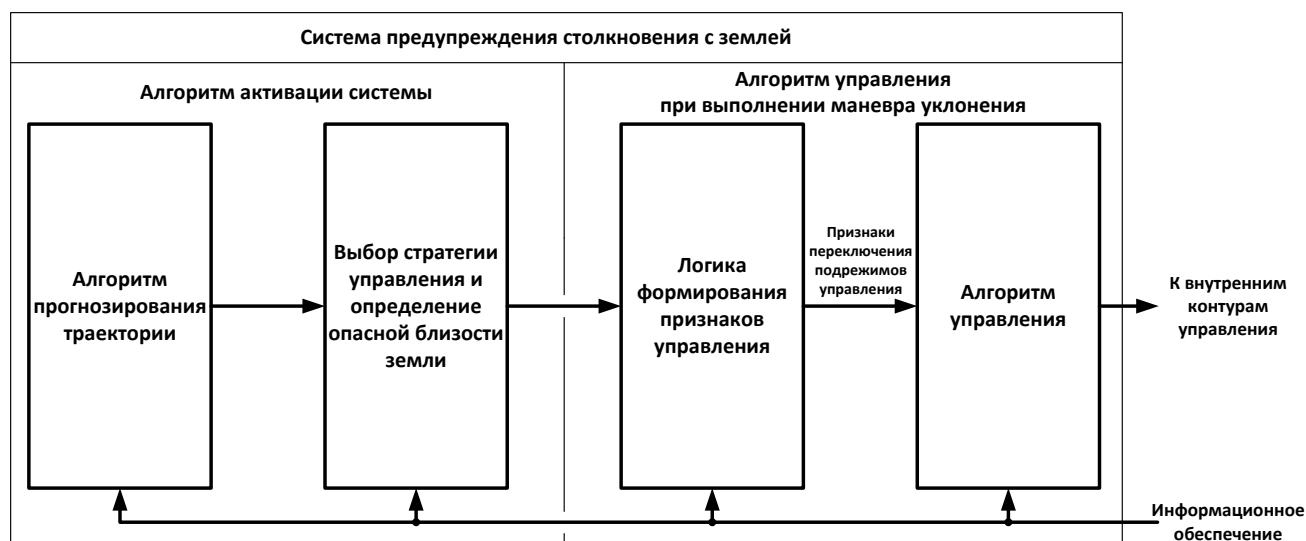 Система предупреждения столкновения с землей
Алгоритм активации системы
Алгоритм управления
при выполнении маневра уклонения
Алгоритм
прогнозирования
траектории
Выбор стратегии
управления и
определение
опасной близости
земли
Логика
формирования
признаков
управления
Признаки
переключения
подрежимов
управления
Алгоритм
управления
К внутренним
контурам
управления
Информационное
обеспечение